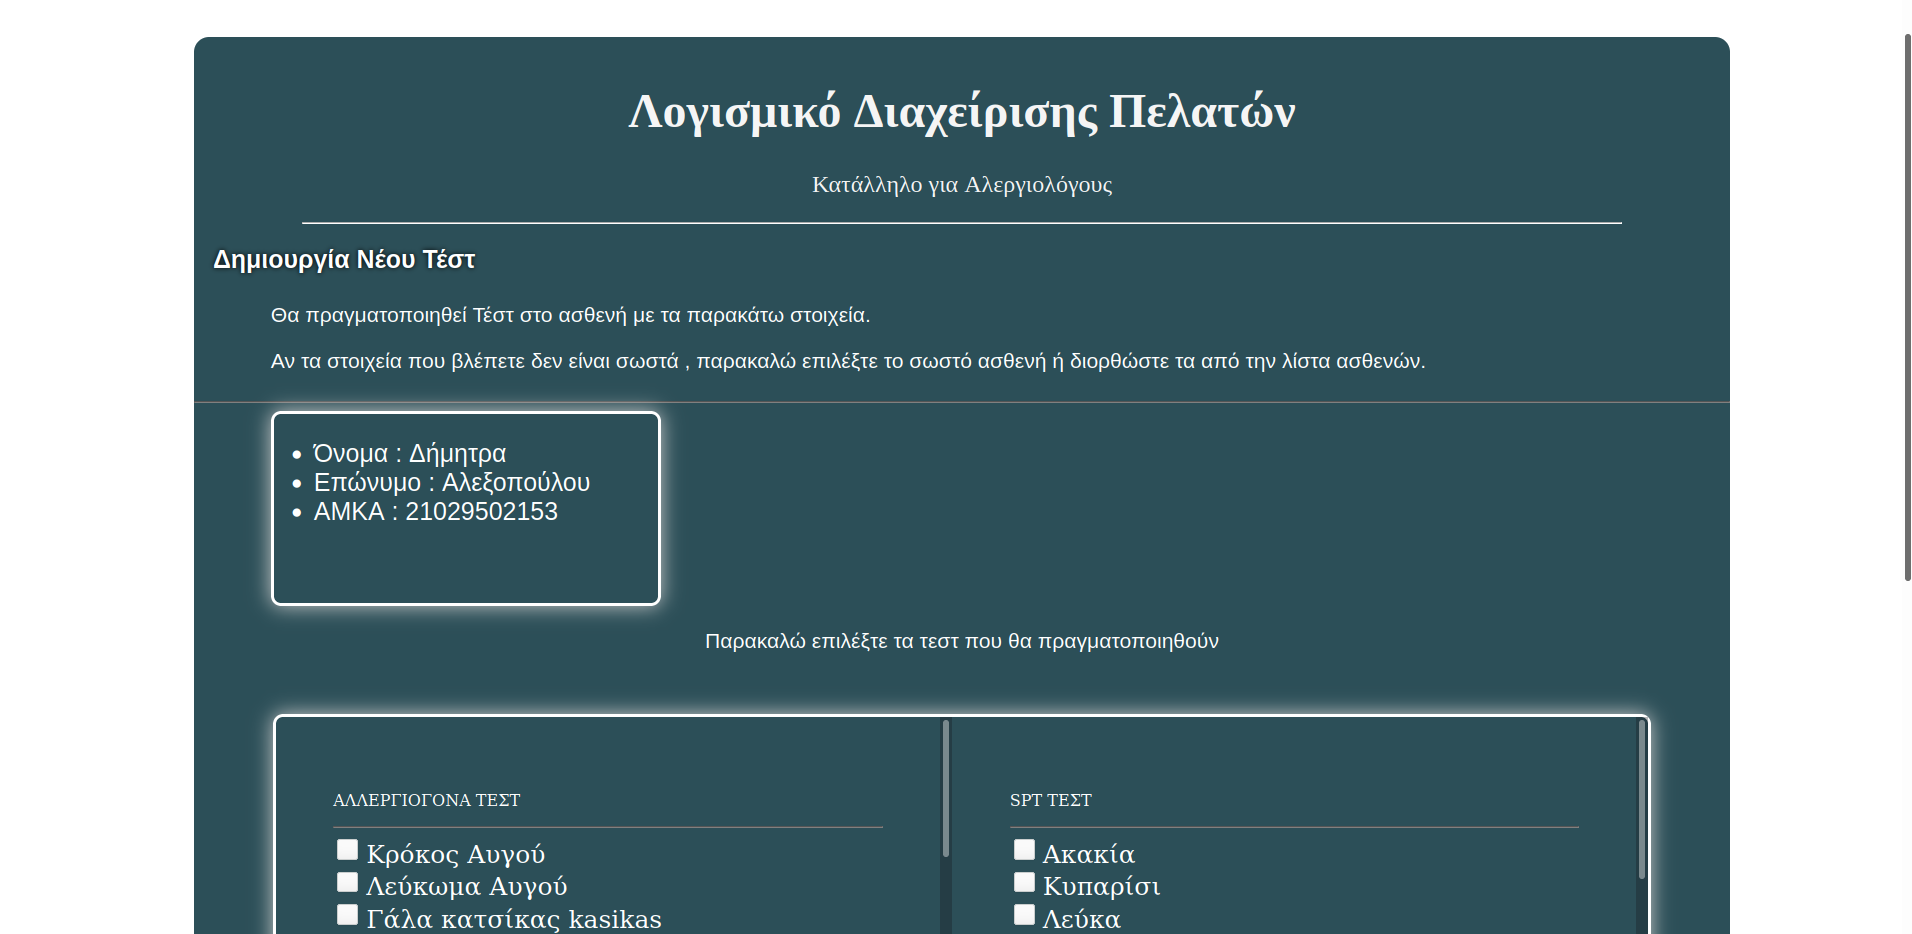 Λογισμικό Διαχείρισης Πελατών
Κατάλληλο για Αλεργιολόγους
Δημιουργία Νέου Τέστ
Θα πραγματοποιηθεί Τέστ στο ασθενή με τα παρακάτω στοιχεία.
Αν τα στοιχεία που βλέπετε δεν είναι σωστά , παρακαλώ επιλέξτε το σωστό ασθενή ή διορθώστε τα από την λίστα ασθενών.
Όνομα : Δήμητρα
Επώνυμο : Αλεξοπούλου
ΑΜΚΑ : 21029502153
Παρακαλώ επιλέξτε τα τεστ που θα πραγματοποιηθούν
ΑΛΛΕΡΓΙΟΓΟΝΑ ΤΕΣΤ
Κρόκος Αυγού
Λεύκωμα Αυγού
Γάλα κατσίκας kasikas
SPT ΤΕΣΤ
Ακακία
Κυπαρίσι
Λεύκα